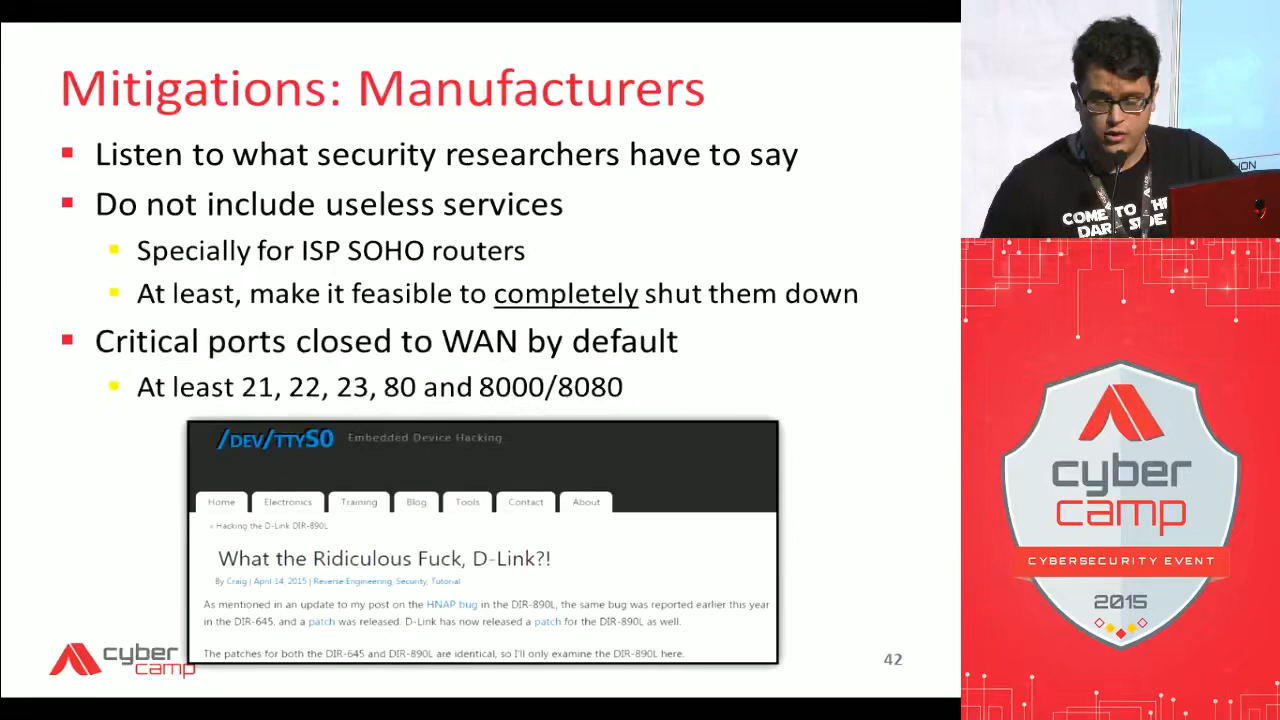 Mitigations: Manufacturers
Listen to what security researchers have to say
Do not include useless services
Specially for ISP SOHO routers
At least, make it feasible to completely shut them down
Critical ports closed to WAN by default
At least 21, 22, 23, 80 and 8000/8080
/DEV/TTYS0 Embedded Device Hacking
Home Electronics Training Blog Tools Contact About
« Hacking the D-Link DIR-890L
What the Ridiculous Fuck, D-Link?!
By Craig | April 14, 2015 | Reverse Engineering, Security, Tutorial
As mentioned in an update to my post on the HNAP bug in the DIR-890L, the same bug was reported earlier this year
in the DIR-645, and a patch was released. D-Link has now released a patch for the DIR-890L as well.
The patches for both the DIR-645 and DIR-890L are identical, so I'll only examine the DIR-890L here.
cyber
camp
42
COME TO THE
DARK SIDE
cyber
camp
CYBERSECURITY EVENT
2015